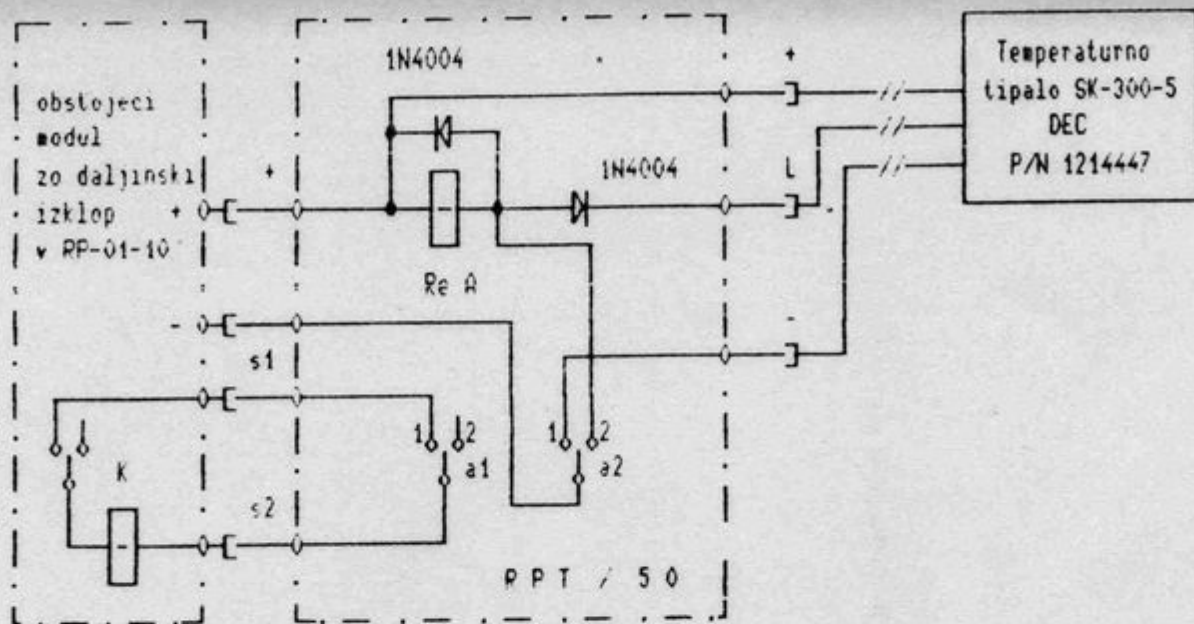 1N4004
+
Temperaturno
tipalo SK-300-5
DEC
P/N 1214447
obstojeci
modul
zo daljinski
izklop +
v RP-01-10
+
1N4004
L
Re A
-
-
s1
1 2
a1
1 2
a2
K
s2
R P T / 5 0